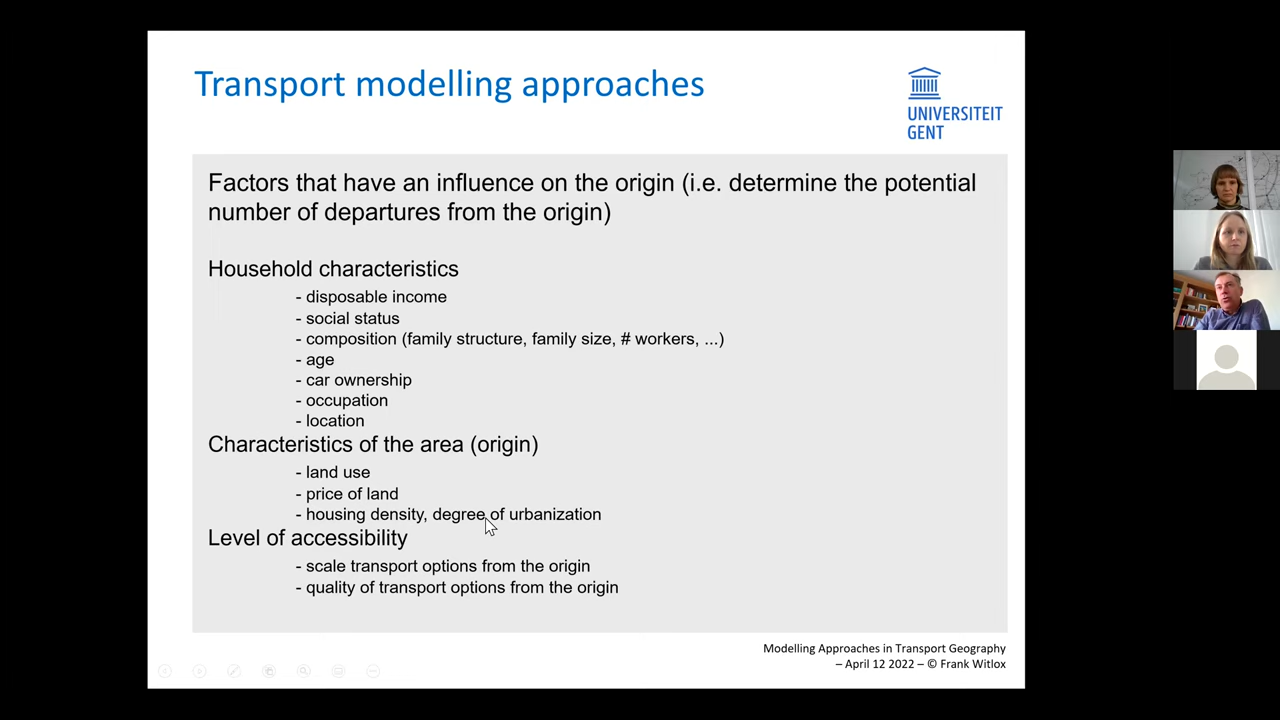 Transport modelling approaches
UNIVERSITEIT
GENT
Factors that have an influence on the origin (i.e. determine the potential
number of departures from the origin)
Household characteristics
- disposable income
- social status
- composition (family structure, family size, # workers, ...)
- age
- car ownership
- occupation
- location
Characteristics of the area (origin)
- land use
- price of land
- housing density, degree of urbanization
Level of accessibility
- scale transport options from the origin
- quality of transport options from the origin
Modelling Approaches in Transport Geography
– April 12 2022 – © Frank Witlox